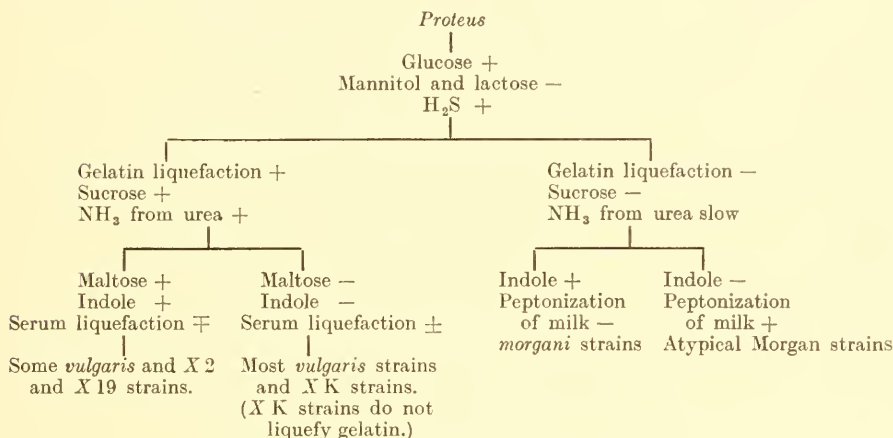 Proteus
Glucose +
Mannitol and lactose −
H₂S +
Gelatin liquefaction +
Sucrose +
NH₃ from urea +
Gelatin liquefaction −
Sucrose −
NH₃ from urea slow
Maltose +
Indole +
Serum liquefaction ∓
Some vulgaris and X 2
and X 19 strains.
Maltose −
Indole −
Serum liquefaction ±
Most vulgaris strains
and X K strains.
(X K strains do not
liquefy gelatin.)
Indole +
Peptonization
of milk −
morgani strains
Indole −
Peptonization
of milk +
Atypical Morgan strains